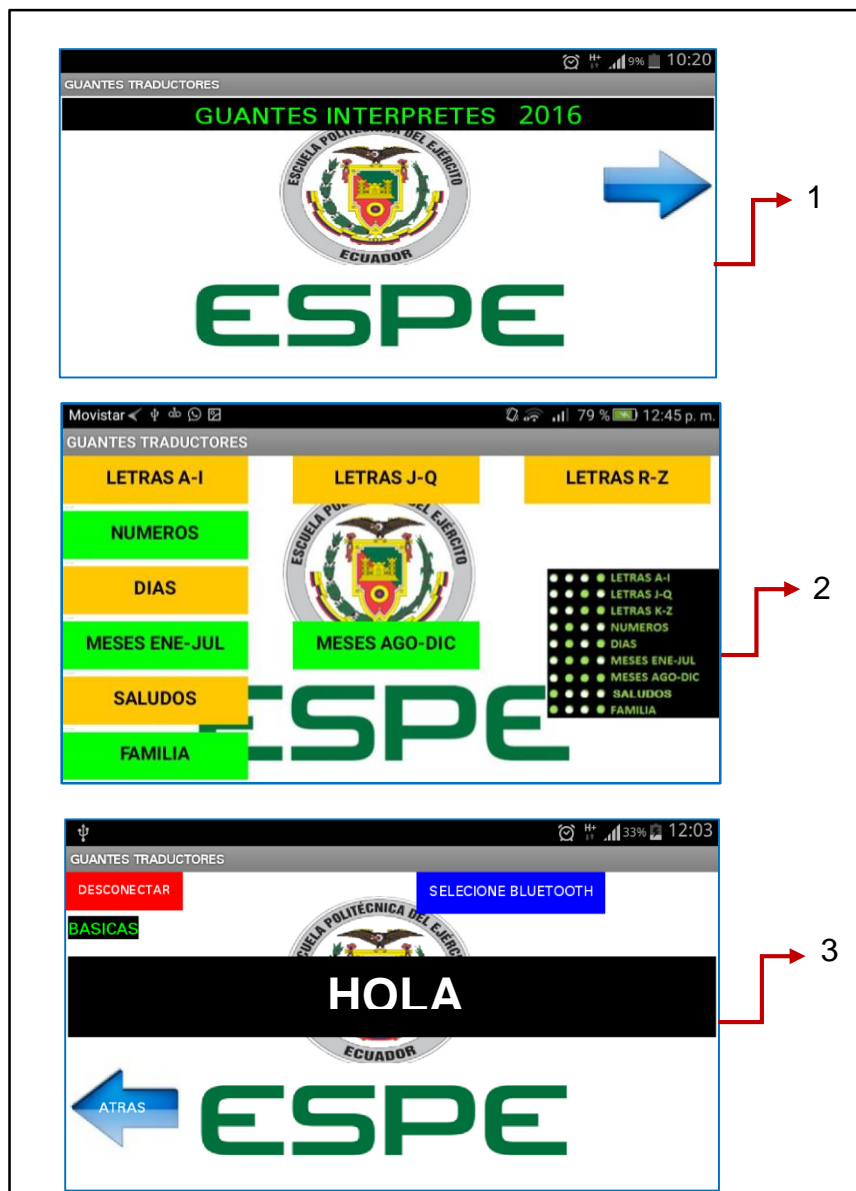 H+ 9% 10:20
GUANTES TRADUCTORES
GUANTES INTERPRETES 2016
ESCUELA POLITÉCNICA DEL EJÉRCITO
ECUADOR
ESPE
1
Movistar 79 % 12:45 p. m.
GUANTES TRADUCTORES
LETRAS A-I LETRAS J-Q LETRAS R-Z
NUMEROS
DIAS
MESES ENE-JUL MESES AGO-DIC
SALUDOS
FAMILIA
LETRAS A-I
LETRAS J-Q
LETRAS K-Z
NUMEROS
DIAS
MESES ENE-JUL
MESES AGO-DIC
SALUDOS
FAMILIA
ESPE
2
H+ 33% 12:03
GUANTES TRADUCTORES
DESCONECTAR SELECIONE BLUETOOTH
BASICAS
POLITÉCNICA DEL
HOLA
ECUADOR
ATRAS
ESPE
3